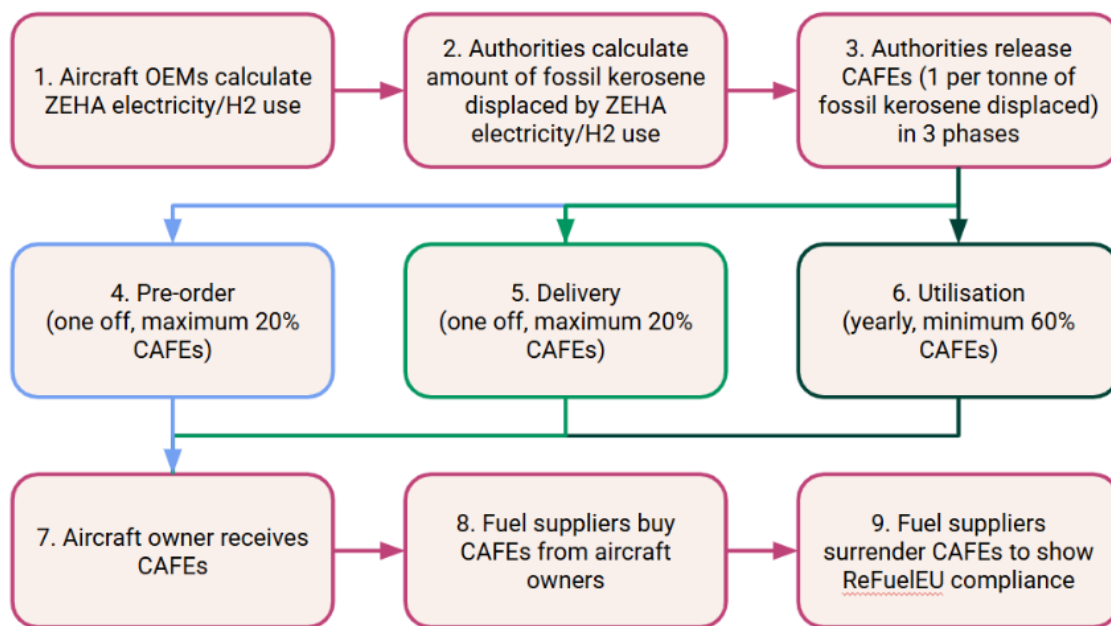 1. Aircraft OEMs calculate
ZEHA electricity/H2 use
2. Authorities calculate
amount of fossil kerosene
displaced by ZEHA
electricity/H2 use
3. Authorities release
CAFEs (1 per tonne of
fossil kerosene displaced)
in 3 phases
4. Pre-order
(one off, maximum 20%
CAFEs)
5. Delivery
(one off, maximum 20%
CAFEs)
6. Utilisation
(yearly, minimum 60%
CAFEs)
7. Aircraft owner receives
CAFEs
8. Fuel suppliers buy
CAFEs from aircraft
owners
9. Fuel suppliers
surrender CAFEs to show
ReFuelEU compliance